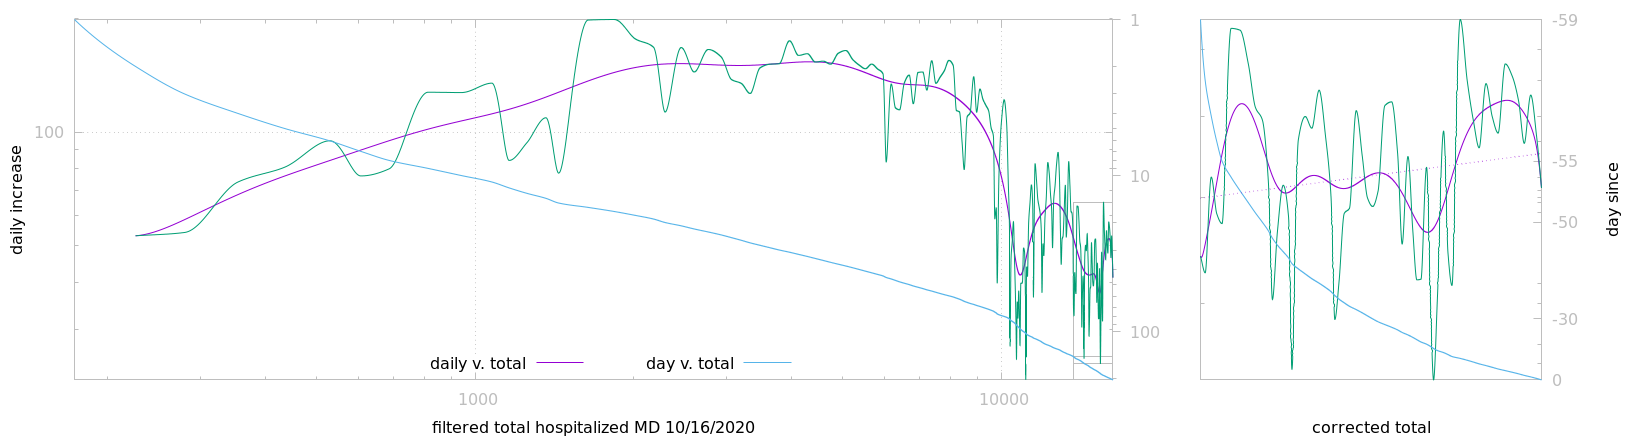 1
-59
100
daily increase
10
-55
-50
day since
-30
100
daily v. total
day v. total
0
1000
10000
filtered total hospitalized MD 10/16/2020
corrected total